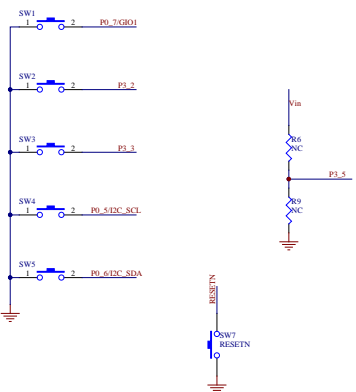 SW1
1 2 P0_7/GIO1
SW2
1 2 P3_2
SW3
1 2 P3_3
SW4
1 2 P0_5/I2C_SCL
SW5
1 2 P0_6/I2C_SDA
Vin
R6
NC
P3_5
R9
NC
RESETN
SW7
RESETN